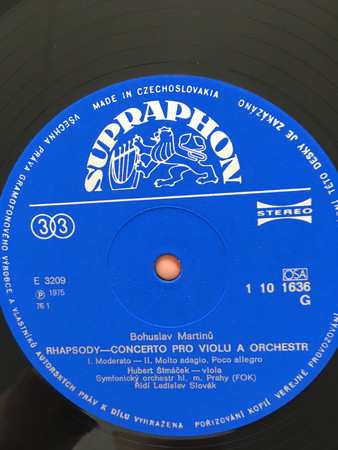 MADE IN CZECHOSLOVAKIA
VŠECHNA PRÁVA GRAMOFONOVÉHO VÝROBCE A VLASTNÍKŮ AUTORSKÝCH PRÁV K DÍLU VYHRAŽENA • POŘIZOVÁNÍ KOPIÍ VEŘEJNÉ PROVOZOVÁNÍ
NÍ TÉTO DESKY JE ZAKÁZÁNO
SUPRAPHON
33
STEREO
E 3209
Ⓟ 1975
76 1
OSA
1 10 1636
G
Bohuslav Martinů
RHAPSODY—CONCERTO PRO VIOLU A ORCHESTR
I. Moderato — II. Molto adagio. Poco allegro
Hubert Šimáček — viola
Symfonický orchestr hl. m. Prahy (FOK)
Řídí Ladislav Slovák